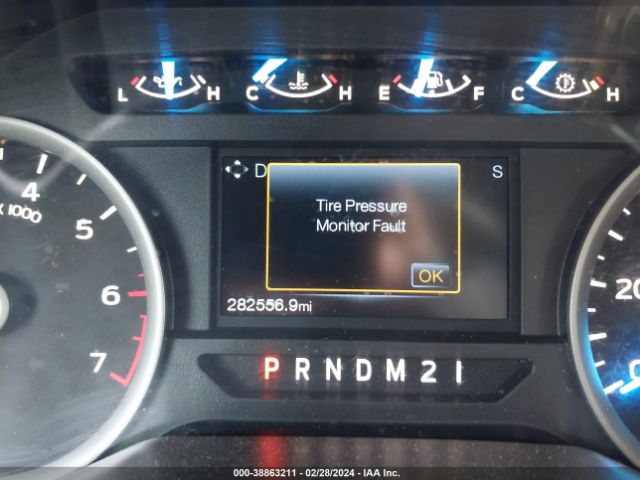 L H C H E F C H
D S
Tire Pressure
Monitor Fault
OK
282556.9mi
4
X 1000
5
6
7
20
0
P R N D M 2 1
000-38863211 - 02/28/2024 - IAA Inc.